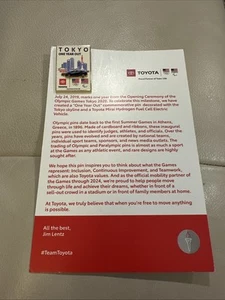 TOKYO
ONE YEAR OUT
TOYOTA
July 24, 2019, marks one year from the Opening Ceremony of the
Olympic Games Tokyo 2020. To celebrate this milestone, we have
created a "One Year Out" commemorative pin decorated with the
Tokyo skyline and a Toyota Mirai Hydrogen Fuel Cell Electric
Vehicle.
Olympic pins date back to the first Summer Games in Athens,
Greece, in 1896. Made of cardboard and ribbons, these inaugural
pins were used to identify judges, athletes, and officials. Over the
years, pins have evolved and are created by national teams,
individual sport teams, sponsors, and news media outlets. The
trading of Olympic and Paralympic pins is almost as much a sport
at the Games as any athletic event, and rare designs are highly
sought after.
We hope this pin inspires you to think about what the Games
represent: Inclusion, Continuous Improvement, and Teamwork,
which are also Toyota values. And as the official mobility partner
of the Games through 2024, we're proud to help people move
through life and achieve their dreams, whether in front of a
sell-out crowd in a stadium or in front of family members at home.
At Toyota, we truly believe that when you're free to move anything
is possible.
All the best,
Jim Lentz
#TeamToyota